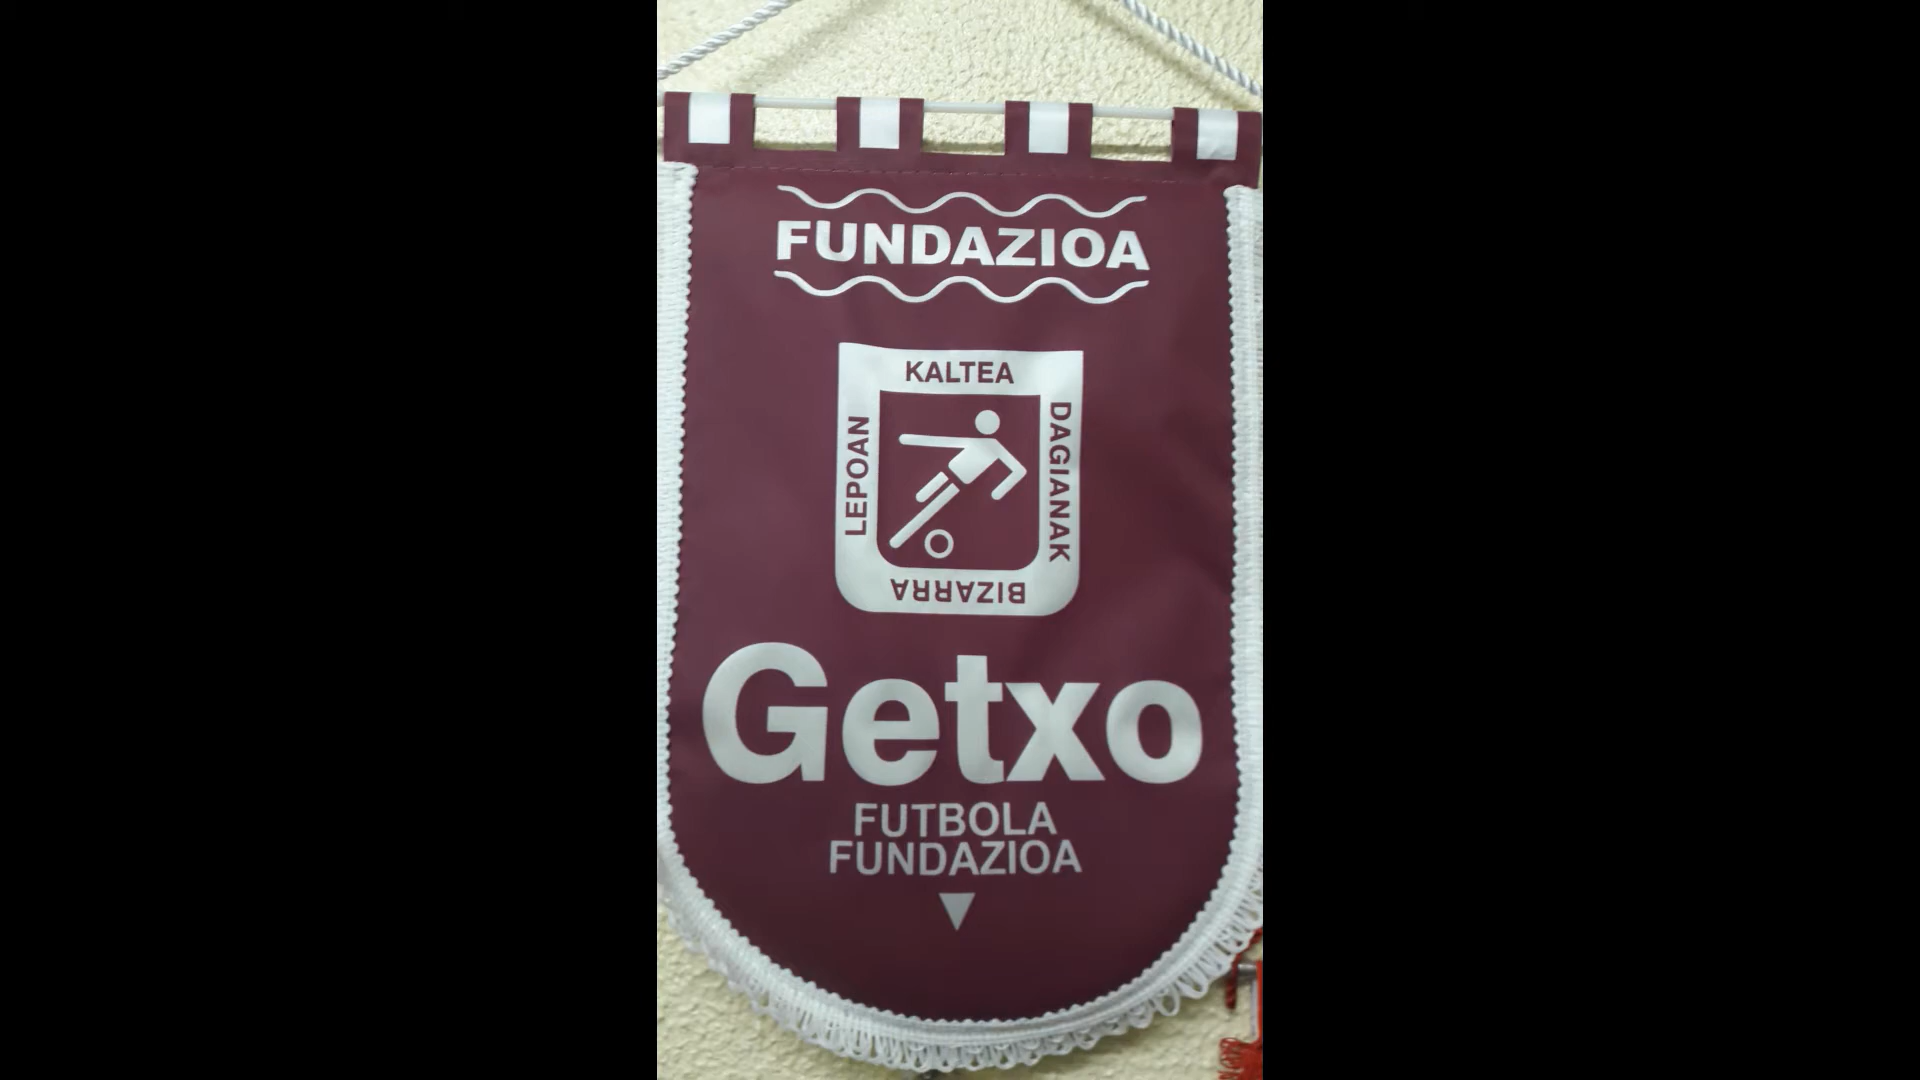 FUNDAZIOA
KALTEA
DAGIANAK
BIZARRA
LEPOAN
Getxo
FUTBOLA
FUNDAZIOA